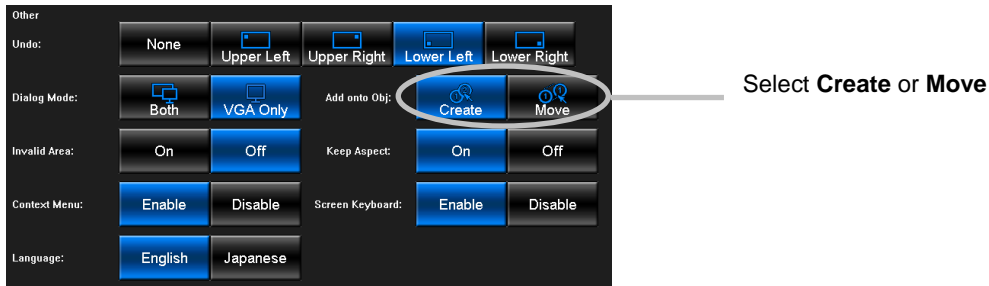 Other
Undo: None Upper Left Upper Right Lower Left Lower Right
Dialog Mode: Both VGA Only Add onto Obj: Create Move
Select Create or Move
Invalid Area: On Off Keep Aspect: On Off
Context Menu: Enable Disable Screen Keyboard: Enable Disable
Language: English Japanese